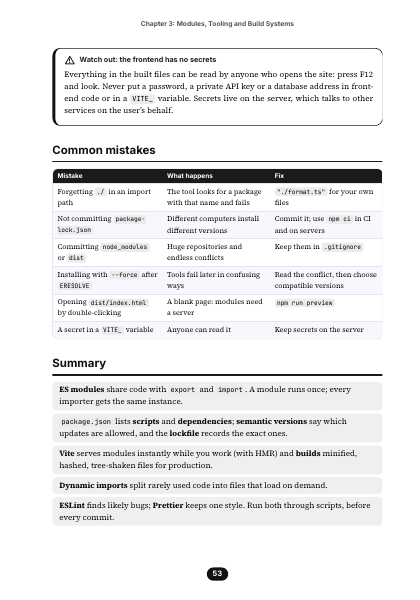 Chapter 3: Modules, Tooling and Build Systems
Watch out: the frontend has no secrets
Everything in the built files can be read by anyone who opens the site: press F12
and look. Never put a password, a private API key or a database address in front-
end code or in a VITE_ variable. Secrets live on the server, which talks to other
services on the user's behalf.
Common mistakes
Mistake What happens Fix
Forgetting ./ in an import The tool looks for a package "./format.ts" for your own
path with that name and fails files
Not committing package- Different computers install Commit it; use npm ci in CI
lock.json different versions and on servers
Committing node_modules Huge repositories and Keep them in .gitignore
or dist endless conflicts
Installing with --force after Tools fail later in confusing Read the conflict, then choose
ERESOLVE ways compatible versions
Opening dist/index.html A blank page: modules need npm run preview
by double-clicking a server
A secret in a VITE_ variable Anyone can read it Keep secrets on the server
Summary
ES modules share code with export and import. A module runs once; every
importer gets the same instance.
package.json lists scripts and dependencies; semantic versions say which
updates are allowed, and the lockfile records the exact ones.
Vite serves modules instantly while you work (with HMR) and builds minified,
hashed, tree-shaken files for production.
Dynamic imports split rarely used code into files that load on demand.
ESLint finds likely bugs; Prettier keeps one style. Run both through scripts, before
every commit.
53